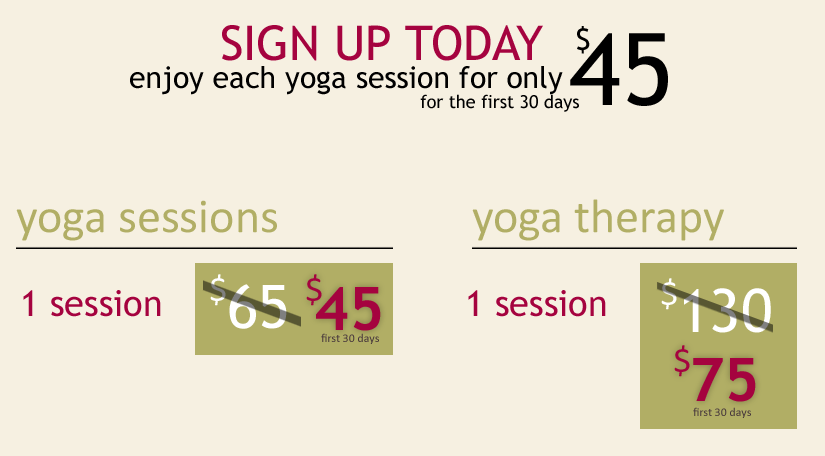 SIGN UP TODAY
enjoy each yoga session for only $45
for the first 30 days
yoga sessions
1 session $65 $45
first 30 days
yoga therapy
1 session $130
$75
first 30 days